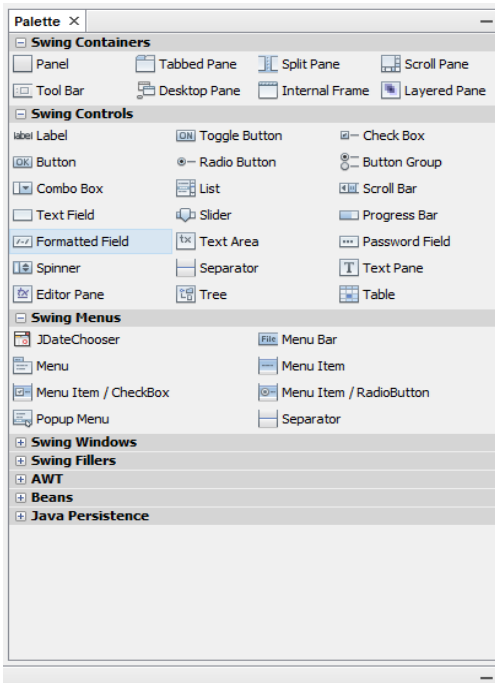 Palette
Swing Containers
Panel Tabbed Pane Split Pane Scroll Pane
Tool Bar Desktop Pane Internal Frame Layered Pane
Swing Controls
label Label ON Toggle Button Check Box
OK Button Radio Button Button Group
Combo Box List Scroll Bar
Text Field Slider Progress Bar
Formatted Field tx Text Area Password Field
Spinner Separator T Text Pane
Editor Pane Tree Table
Swing Menus
JDateChooser File Menu Bar
Menu Menu Item
Menu Item / CheckBox Menu Item / RadioButton
Popup Menu Separator
Swing Windows
Swing Fillers
AWT
Beans
Java Persistence